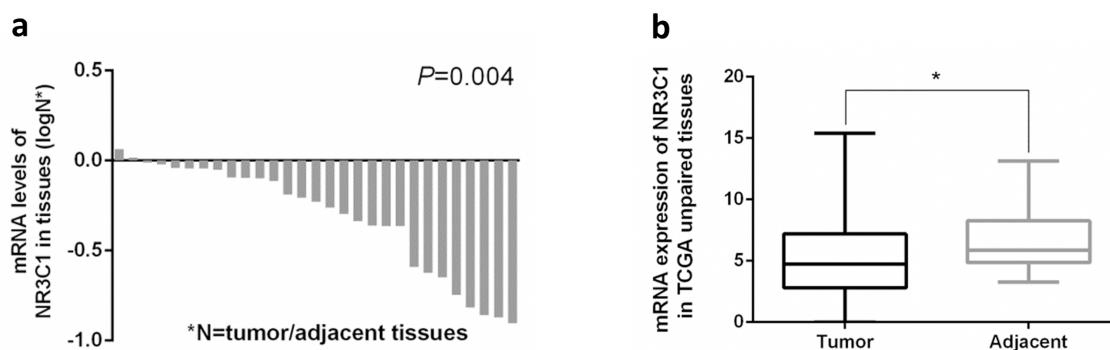 a
mRNA levels of
NR3C1 in tissues (logN*)
0.5
0.0
-0.5
-1.0
P=0.004
*N=tumor/adjacent tissues
b
mRNA expression of NR3C1
in TCGA unpaired tissues
20
15
10
5
0
*
Tumor
Adjacent